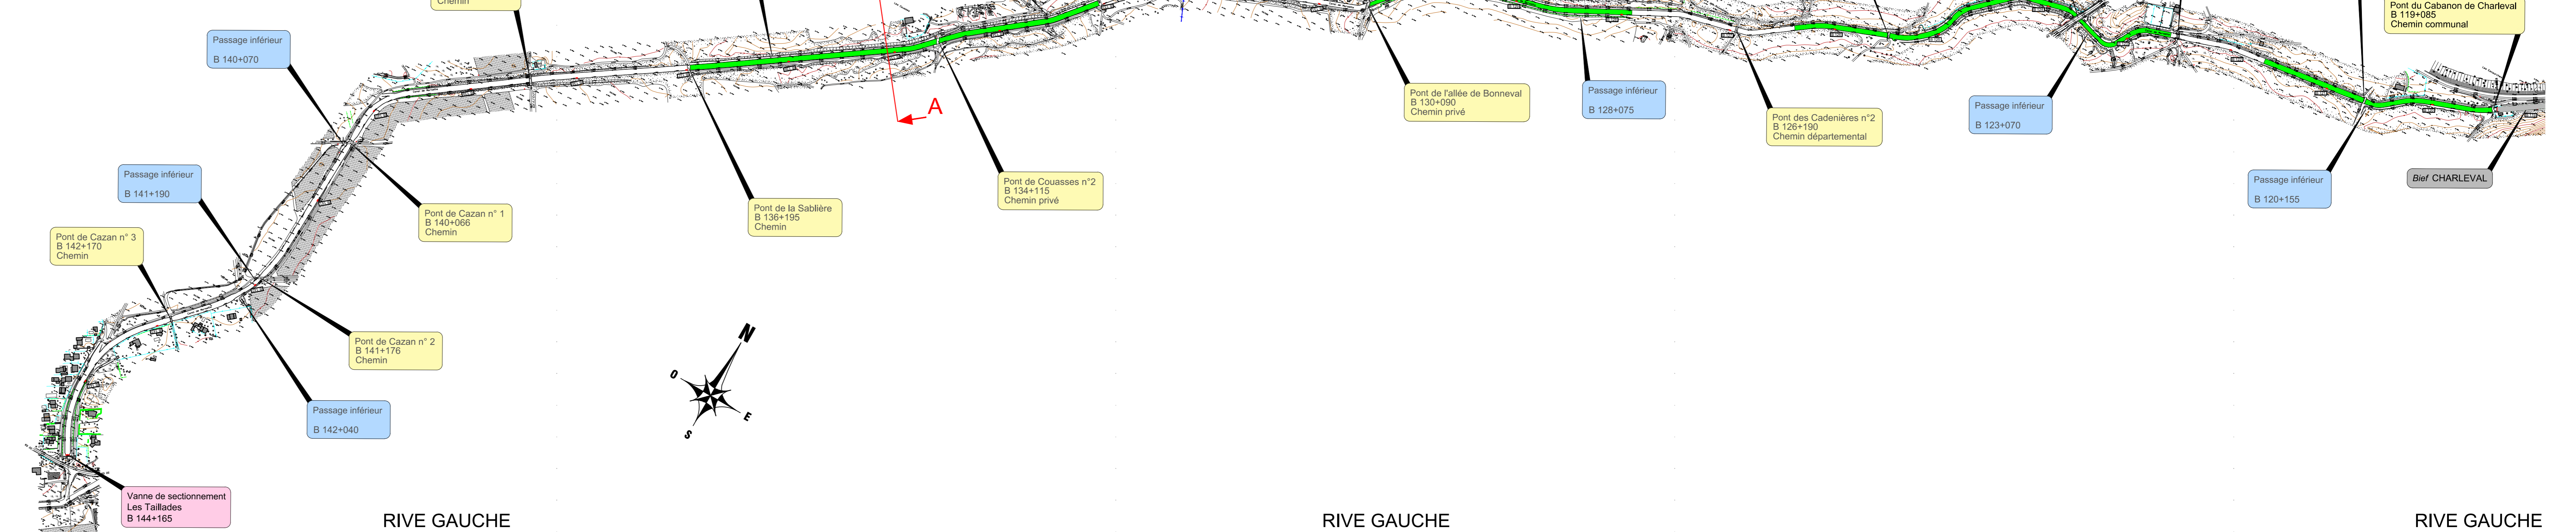 Chemin
Pont du Cabanon de Charleval
B 119+085
Chemin communal
Passage inférieur
B 140+070
A
Pont de l'allée de Bonneval
B 130+090
Chemin privé
Passage inférieur
B 128+075
Pont des Cadenières n°2
B 126+190
Chemin départemental
Passage inférieur
B 123+070
Passage inférieur
B 141+190
Pont de Cazan n° 1
B 140+066
Chemin
Pont de la Sablière
B 136+195
Chemin
Pont de Couasses n°2
B 134+115
Chemin privé
Passage inférieur
B 120+155
Bief CHARLEVAL
Pont de Cazan n° 3
B 142+170
Chemin
Pont de Cazan n° 2
B 141+176
Chemin
N
O
E
S
Passage inférieur
B 142+040
Vanne de sectionnement
Les Taillades
B 144+165
RIVE GAUCHE
RIVE GAUCHE
RIVE GAUCHE